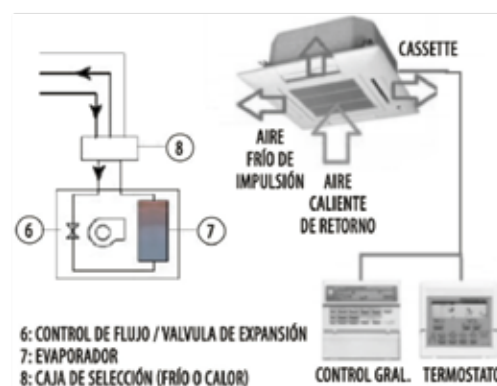 CASSETTE
8
AIRE
FRÍO DE
IMPULSIÓN
AIRE
CALIENTE
DE RETORNO
6
7
6: CONTROL DE FLUJO / VALVULA DE EXPANSIÓN
7: EVAPORADOR
8: CAJA DE SELECCIÓN (FRÍO O CALOR)
CONTROL GRAL.
TERMOSTATO